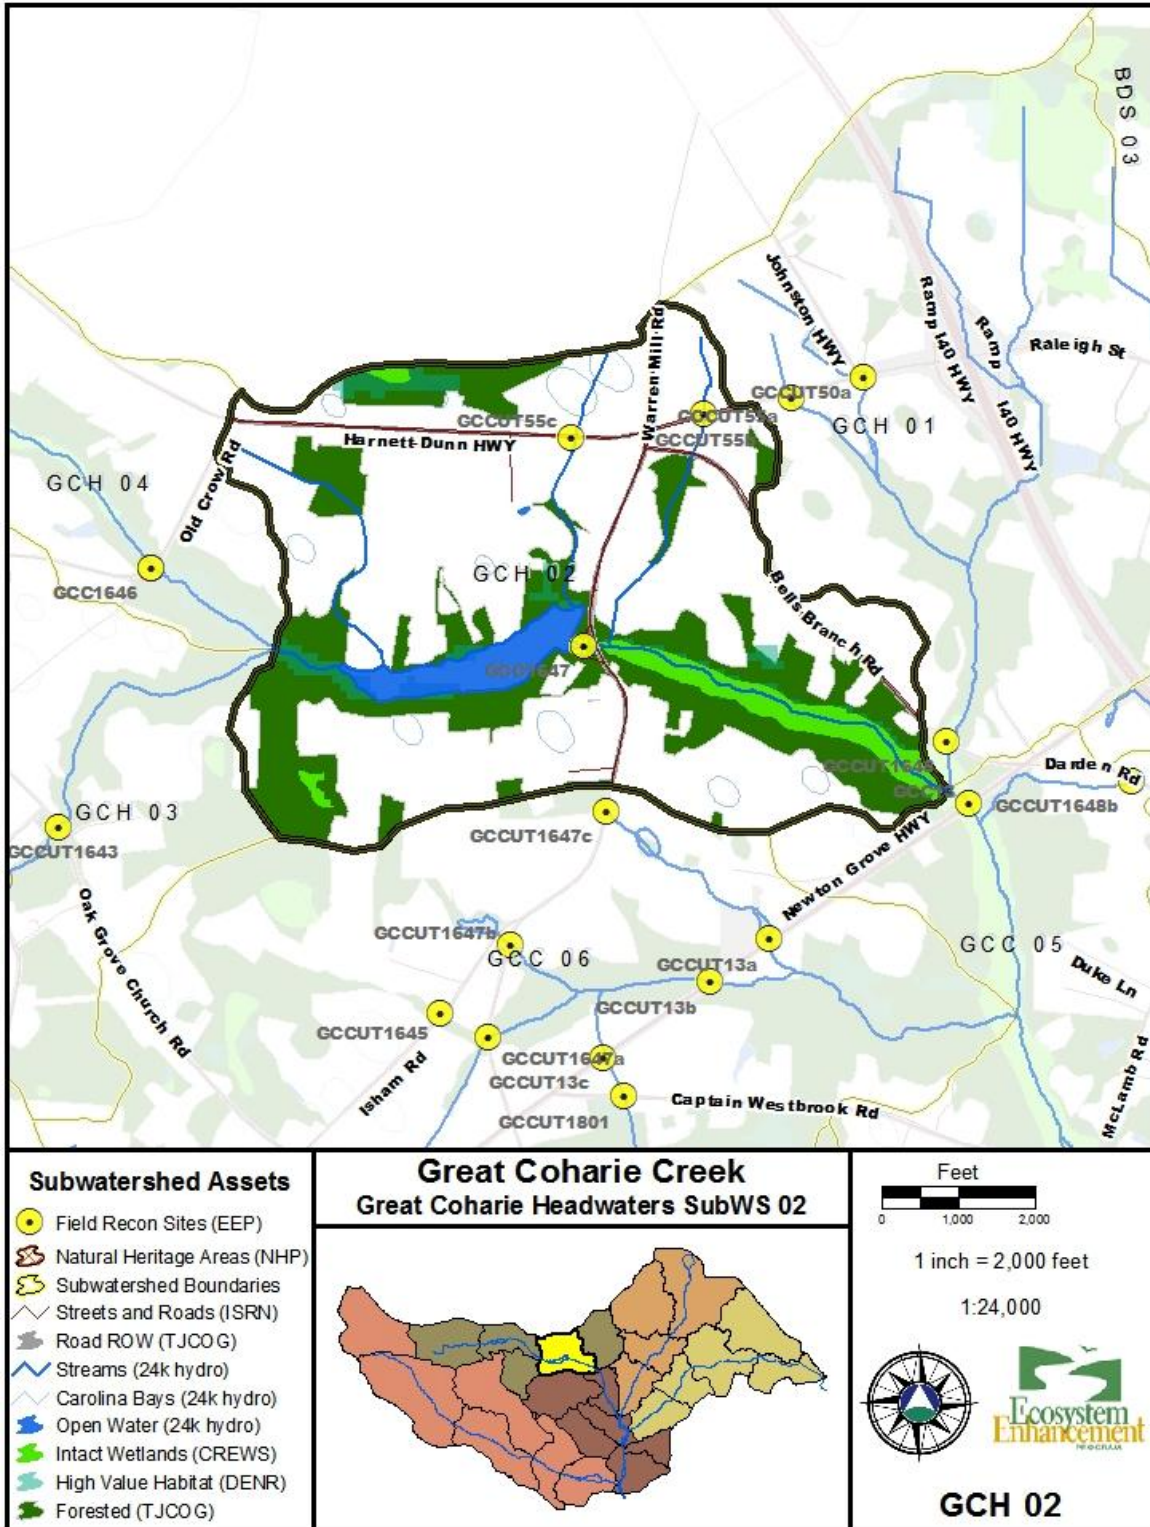 BDS 03
Johnston HWY
Ramp I40 HWY
Ramp
I40 HWY
Raleigh St
Warren Mill Rd
GCCUT50a
GCCUT55c
GCH 01
Harnett-Dunn HWY
GCH 04
Old Crow Rd
GCH 02
GCC1646
Bells Branch Rd
Darden Rd
GCCUT1648b
GCH 03
GCCUT1643
GCCUT1647c
Newton Grove HWY
Oak Grove Church Rd
GCCUT1647b
GCC 06
GCCUT13a
GCC 05
Duke Ln
GCCUT13b
GCCUT1645
GCCUT1647a
GCCUT13c
Isham Rd
Captain Westbrook Rd
McLamb Rd
GCCUT1801
Subwatershed Assets
Field Recon Sites (EEP)
Natural Heritage Areas (NHP)
Subwatershed Boundaries
Streets and Roads (ISRN)
Road ROW (TJCOG)
Streams (24k hydro)
Carolina Bays (24k hydro)
Open Water (24k hydro)
Intact Wetlands (CREWS)
High Value Habitat (DENR)
Forested (TJCOG)
Great Coharie Creek
Great Coharie Headwaters SubWS 02
Feet
0 1,000 2,000
1 inch = 2,000 feet
1:24,000
Ecosystem
Enhancement
PROGRAM
GCH 02